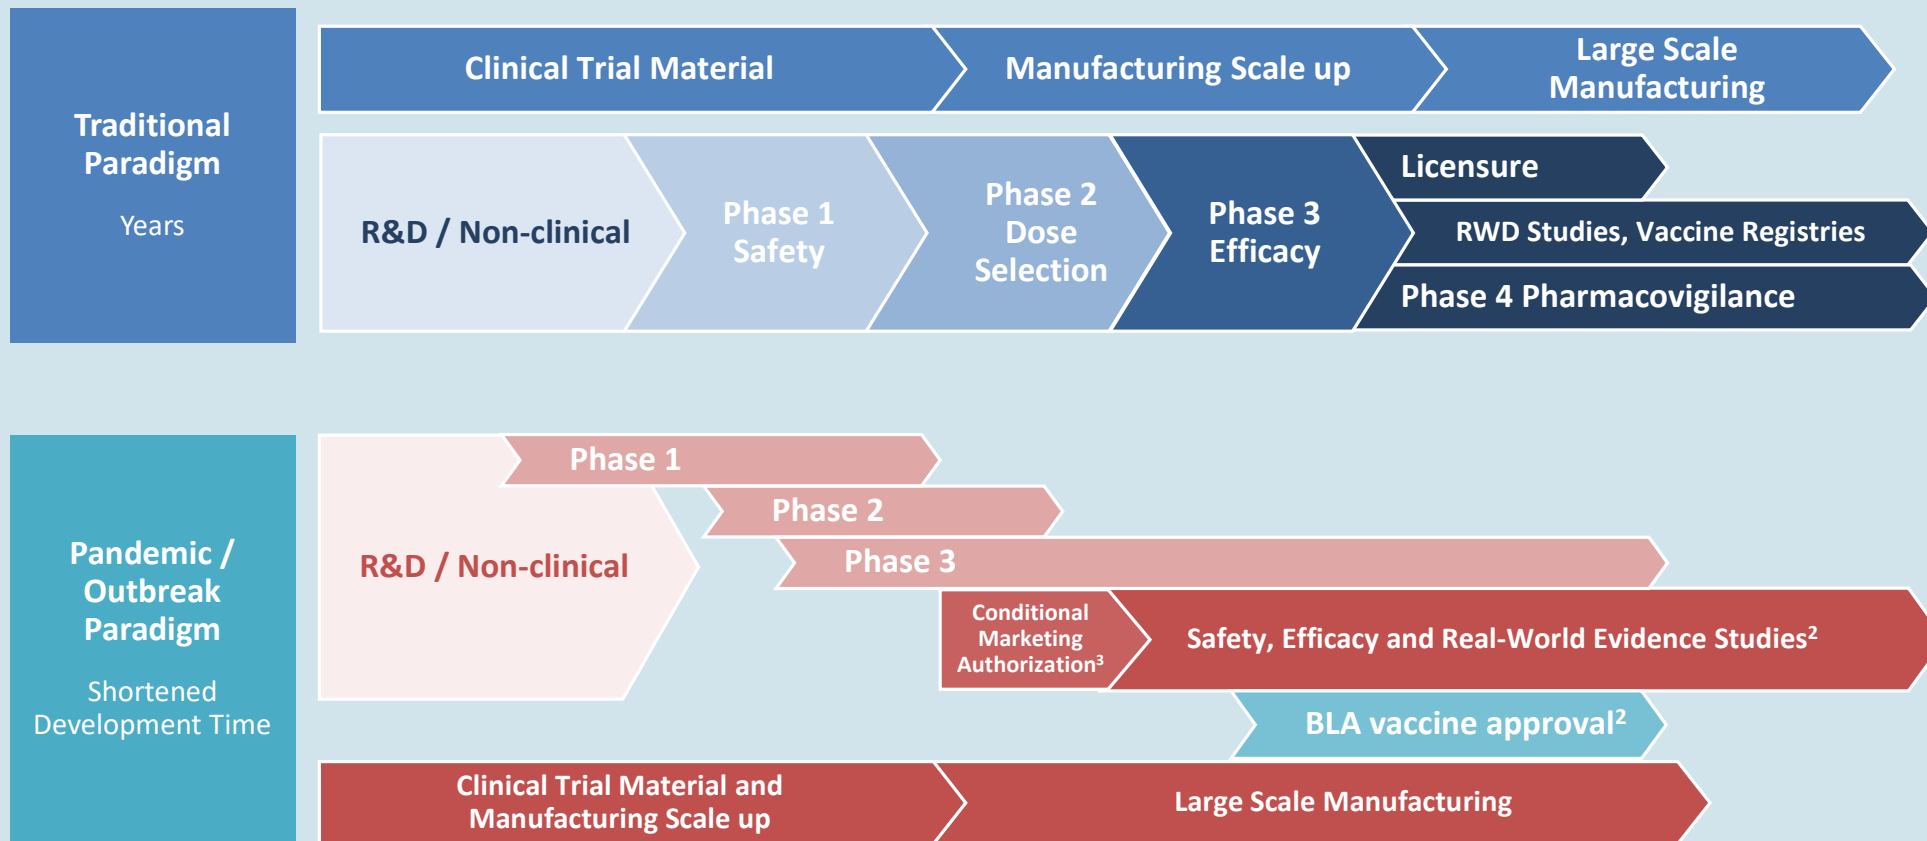 Traditional
Paradigm
Years
Clinical Trial Material
Manufacturing Scale up
Large Scale
Manufacturing
R&D / Non-clinical
Phase 1
Safety
Phase 2
Dose
Selection
Phase 3
Efficacy
Licensure
RWD Studies, Vaccine Registries
Phase 4 Pharmacovigilance
Pandemic /
Outbreak
Paradigm
Shortened
Development Time
R&D / Non-clinical
Phase 1
Phase 2
Phase 3
Conditional
Marketing
Authorization³
Safety, Efficacy and Real-World Evidence Studies²
BLA vaccine approval²
Clinical Trial Material and
Manufacturing Scale up
Large Scale Manufacturing